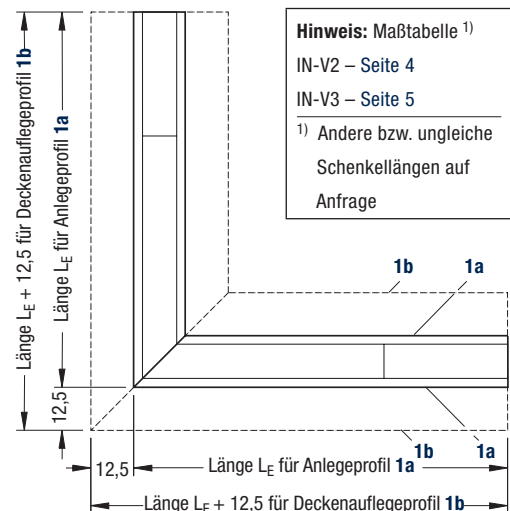 Hinweis: Maßtabelle 1)
IN-V2 – Seite 4
IN-V3 – Seite 5
1) Andere bzw. ungleiche
Schenkellängen auf
Anfrage
Länge LE + 12,5 für Deckenauflegeprofil 1b
Länge LE für Anlegeprofil 1a
12,5
1b
1a
1b
1a
12,5
Länge LE für Anlegeprofil 1a
Länge LE + 12,5 für Deckenauflegeprofil 1b